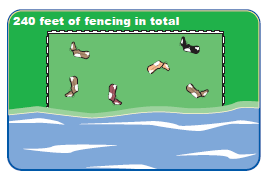 240 feet of fencing in total